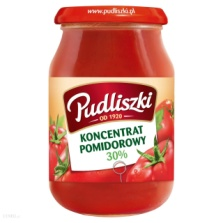 www.pudliszki.pl
Pudliszki
OD 1920
KONCENTRAT
POMIDOROWY
30%